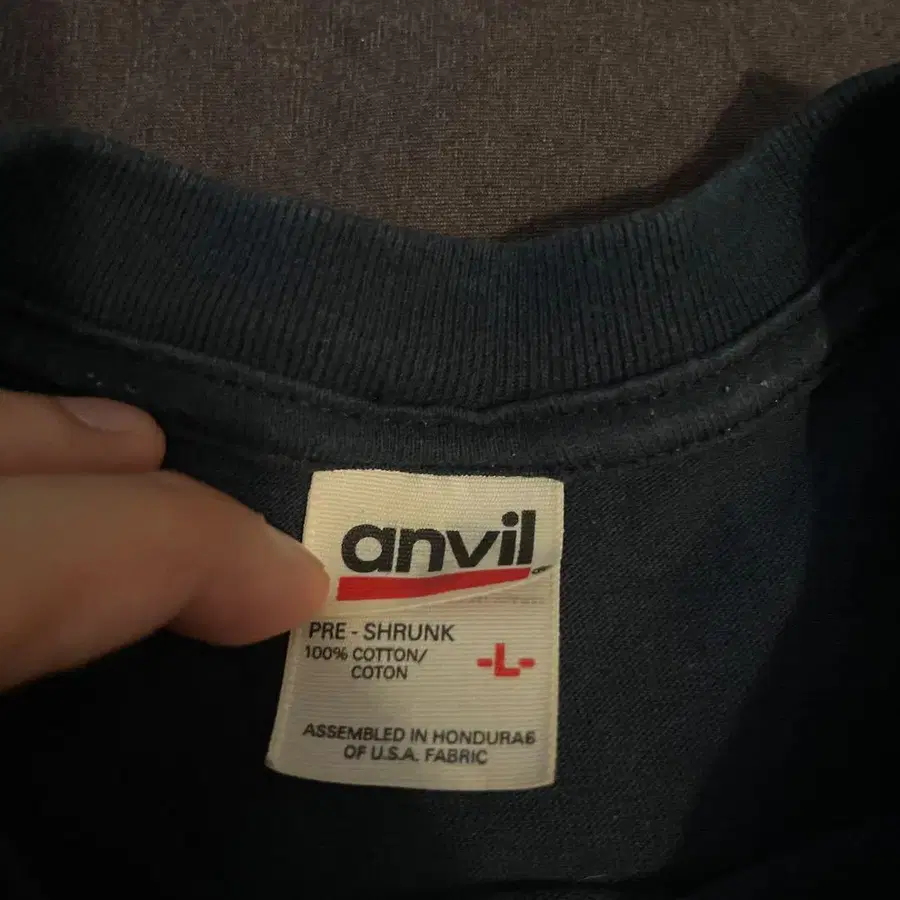 anvil
PRE - SHRUNK
100% COTTON/
COTON
-L-
ASSEMBLED IN HONDURAS
OF U.S.A. FABRIC